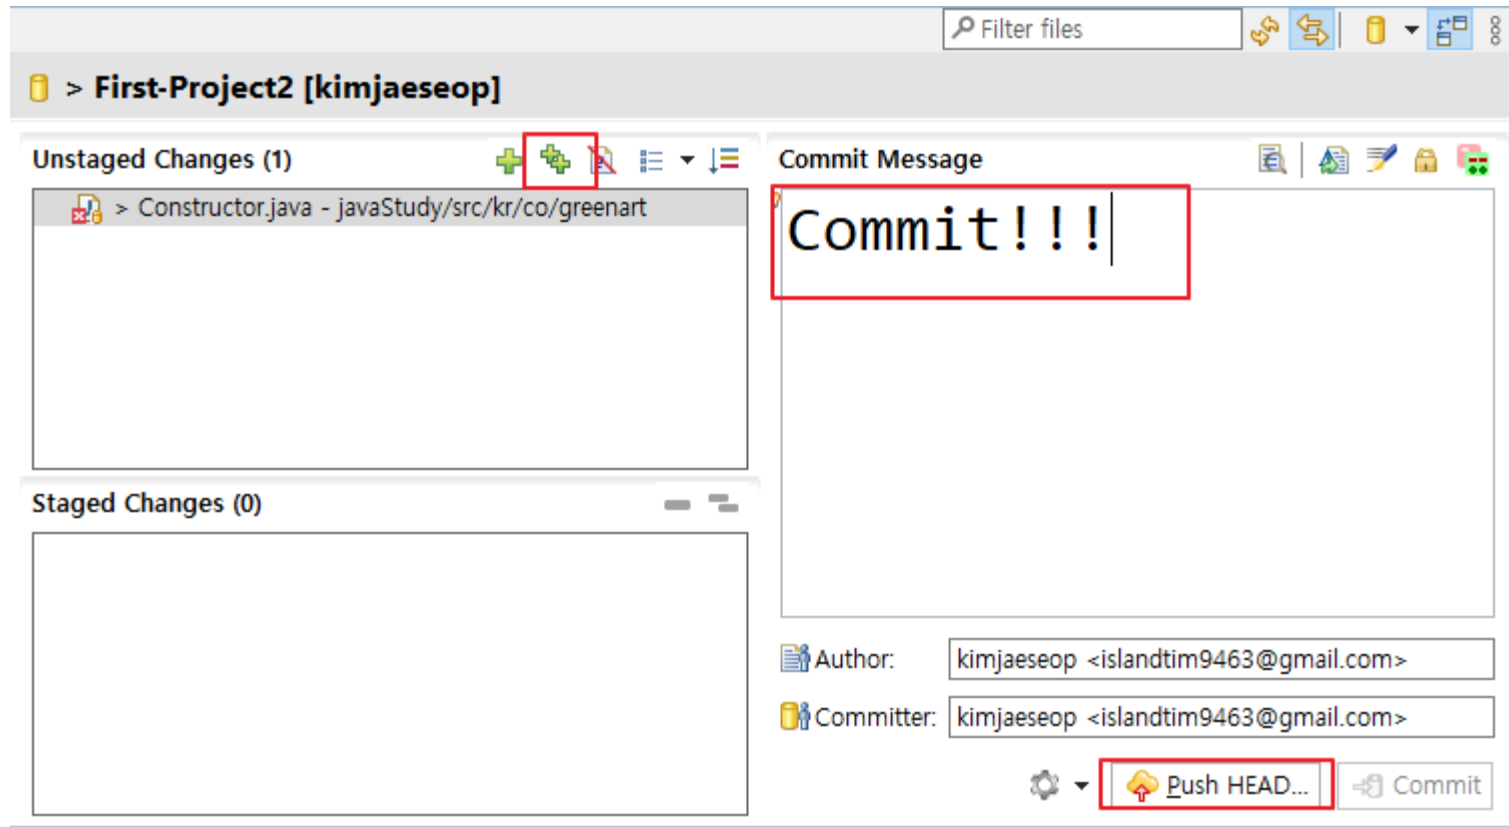 Filter files
> First-Project2 [kimjaeseop]
Unstaged Changes (1)
> Constructor.java - javaStudy/src/kr/co/greenart
Staged Changes (0)
Commit Message
Commit!!!
Author: kimjaeseop <islandtim9463@gmail.com>
Committer: kimjaeseop <islandtim9463@gmail.com>
Push HEAD... Commit